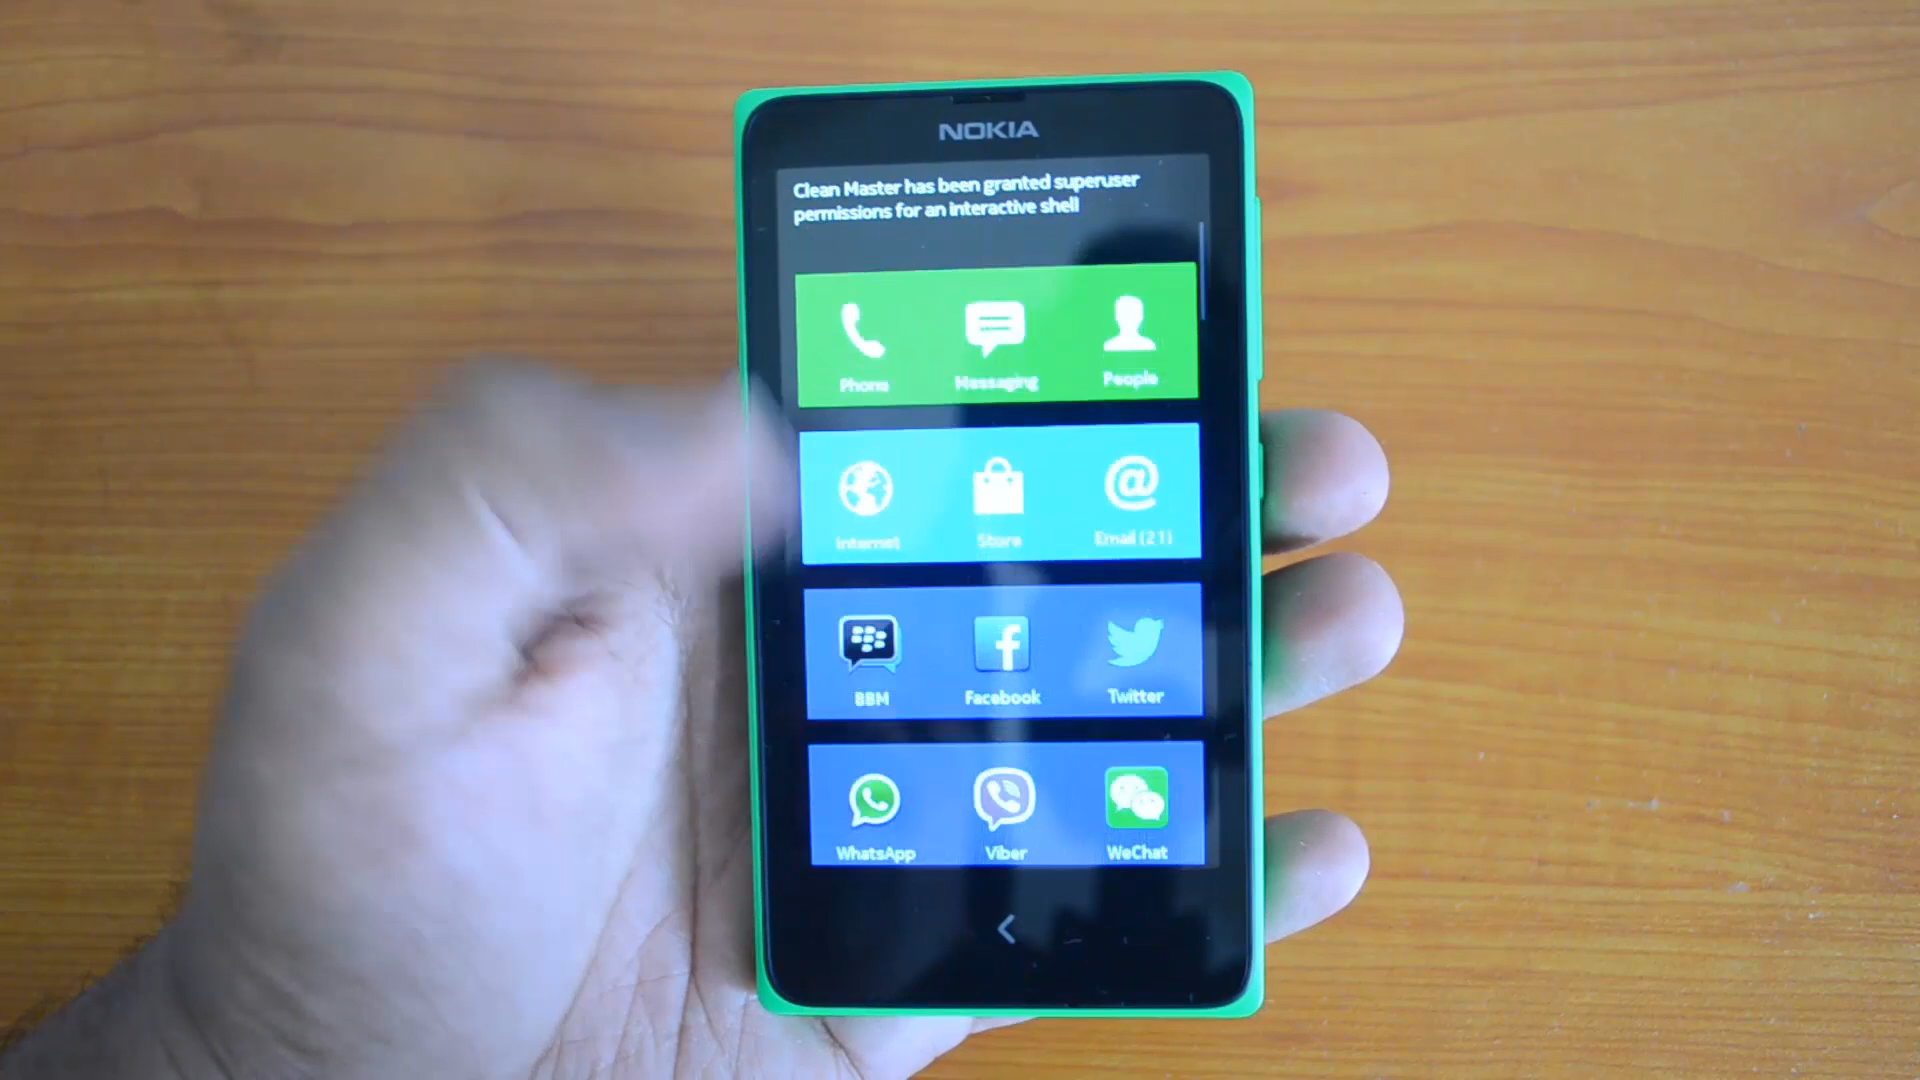 NOKIA
Clean Master has been granted superuser
permissions for an interactive shell
Phone Messaging People
Internet Store Email (21)
BBM Facebook Twitter
WhatsApp Viber WeChat